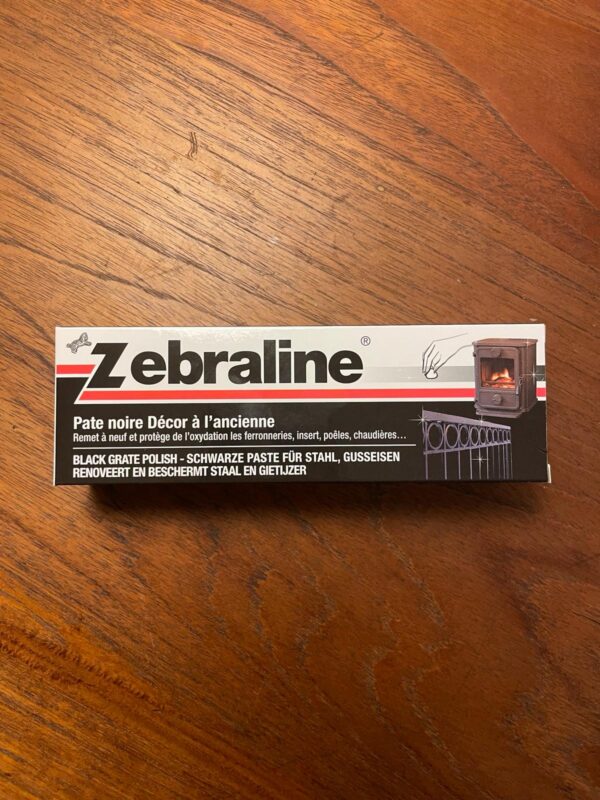 Zebraline®
Pate noire Décor à l'ancienne
Remet à neuf et protège de l'oxydation les ferronneries, insert, poêles, chaudières...
BLACK GRATE POLISH - SCHWARZE PASTE FÜR STAHL, GUSSEISEN
RENOVEERT EN BESCHERMT STAAL EN GIETIJZER